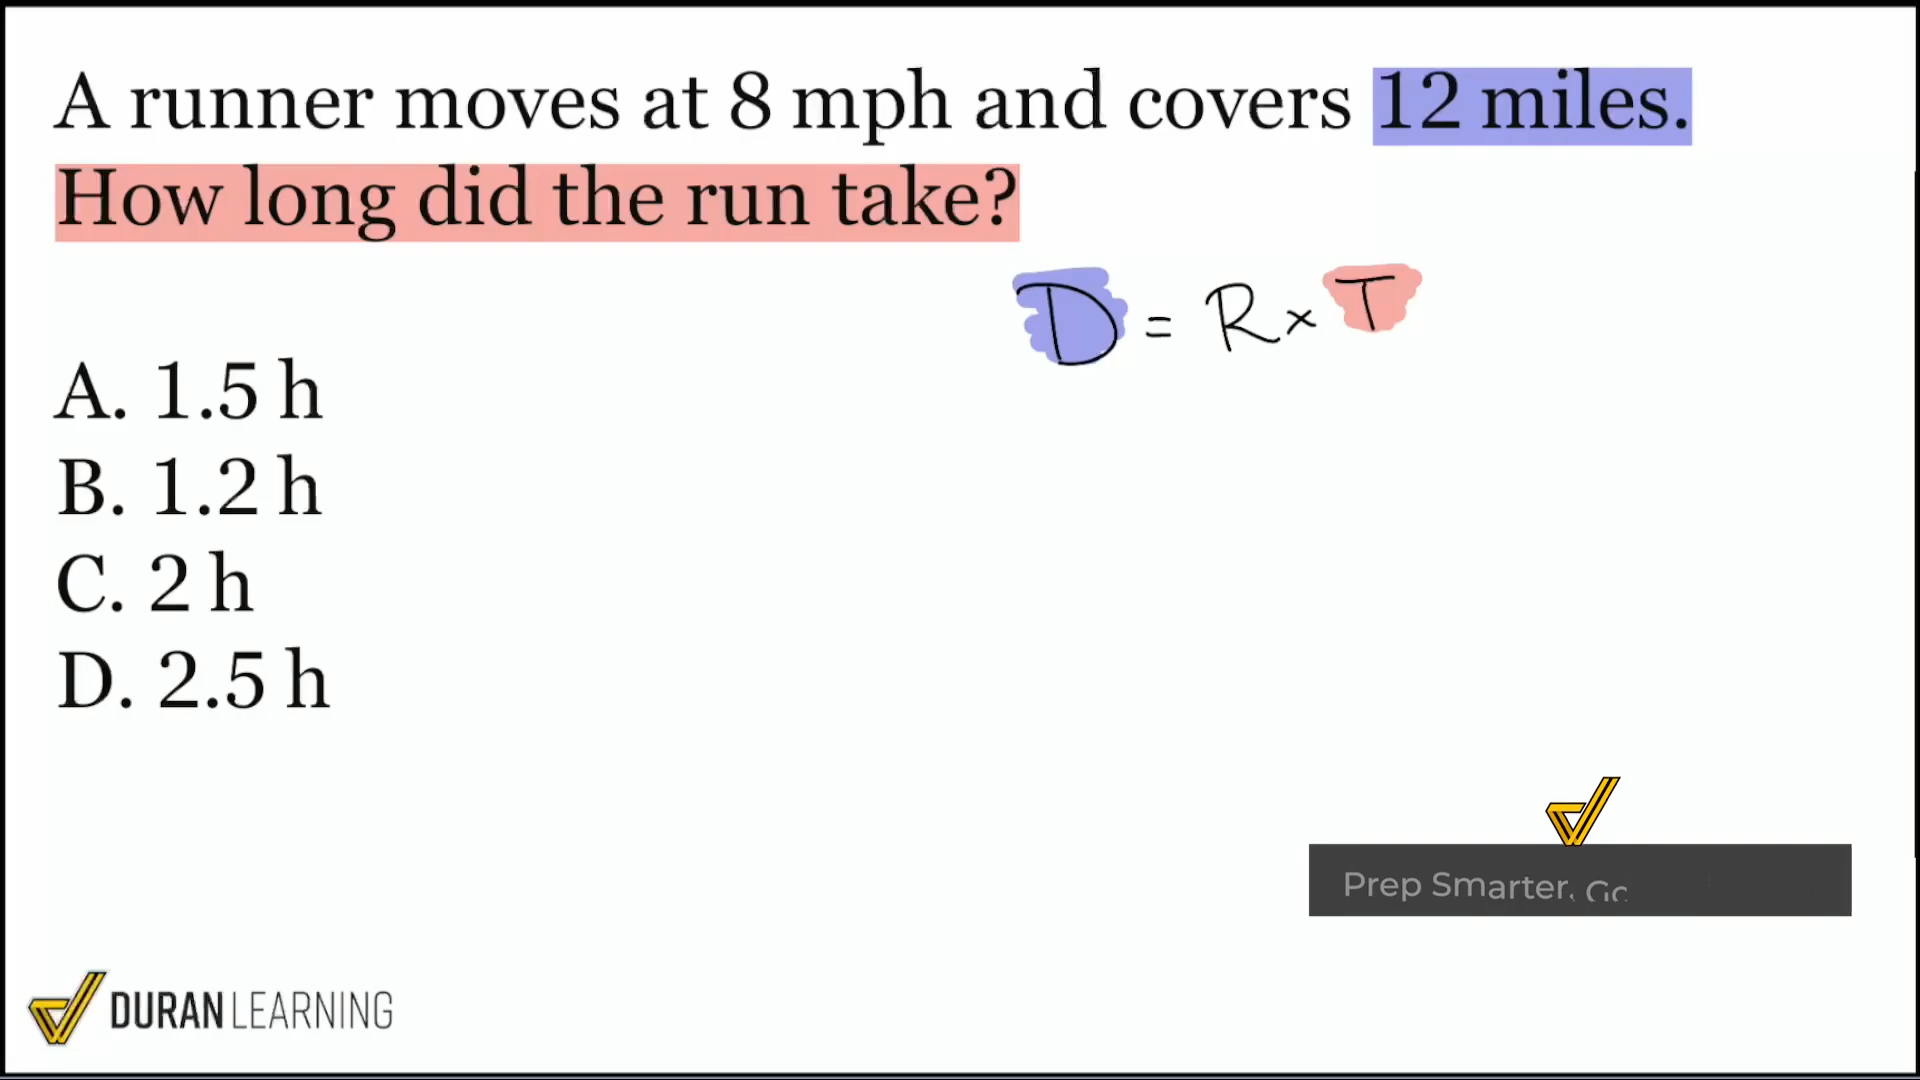 A runner moves at 8 mph and covers 12 miles.
How long did the run take?
D = R × T
A. 1.5 h
B. 1.2 h
C. 2 h
D. 2.5 h
Prep Smarter.
DURAN LEARNING